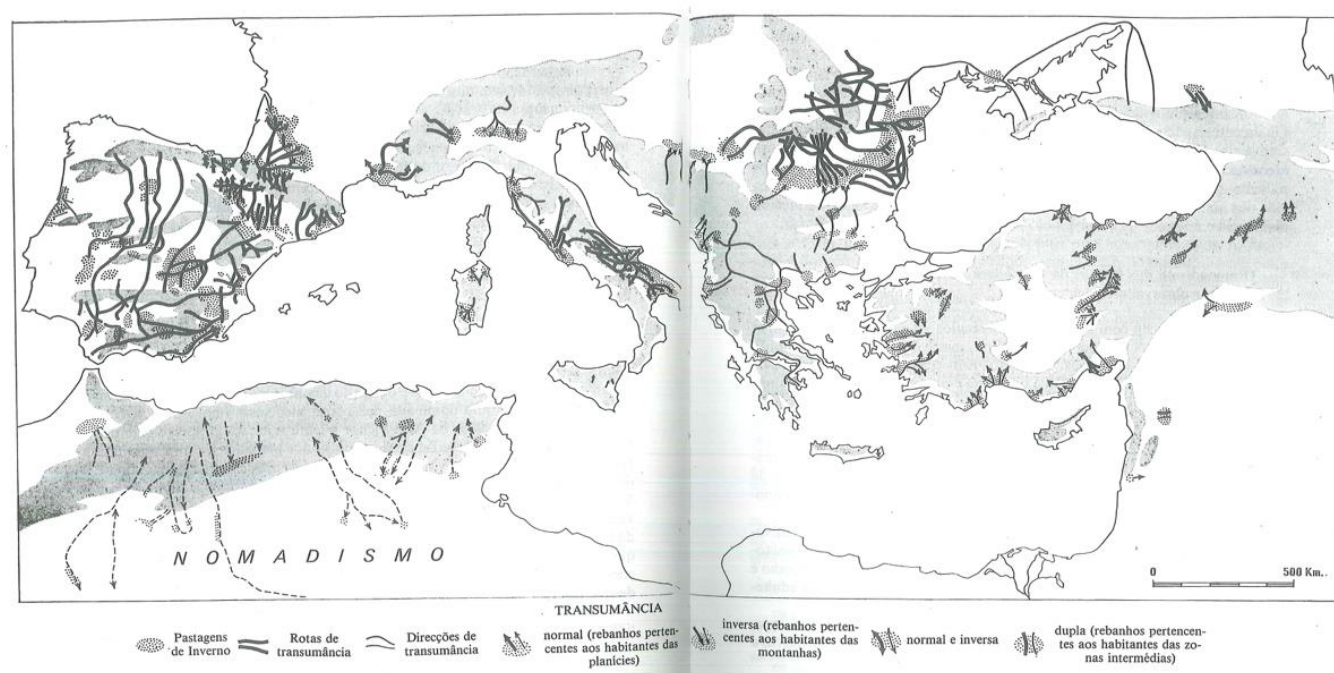 NOMADISMO
0 500 Km..
TRANSUMÂNCIA
Pastagens
de Inverno
Rotas de
transumância
Direcções de
transumância
normal (rebanhos perten-
centes aos habitantes das
planícies)
inversa (rebanhos perten-
centes aos habitantes das
montanhas)
normal e inversa
dupla (rebanhos pertencen-
tes aos habitantes das zo-
nas intermédias)